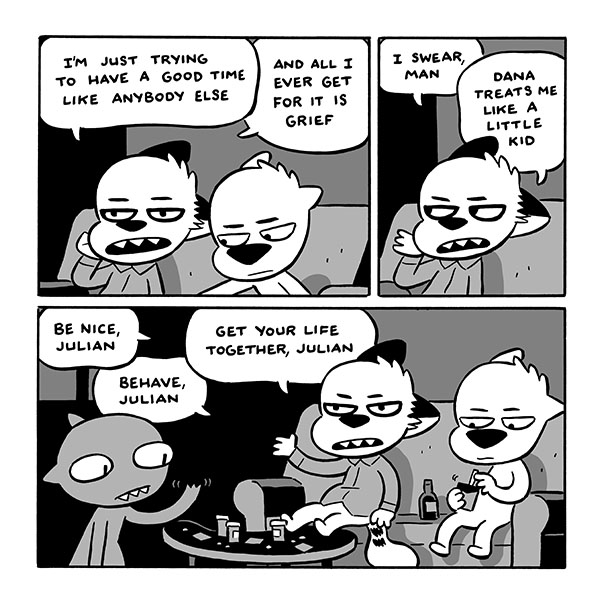 I'M JUST TRYING
TO HAVE A GOOD TIME
LIKE ANYBODY ELSE
AND ALL I
EVER GET
FOR IT IS
GRIEF
I SWEAR,
MAN
DANA
TREATS ME
LIKE A
LITTLE
KID
BE NICE,
JULIAN
BEHAVE,
JULIAN
GET YOUR LIFE
TOGETHER, JULIAN